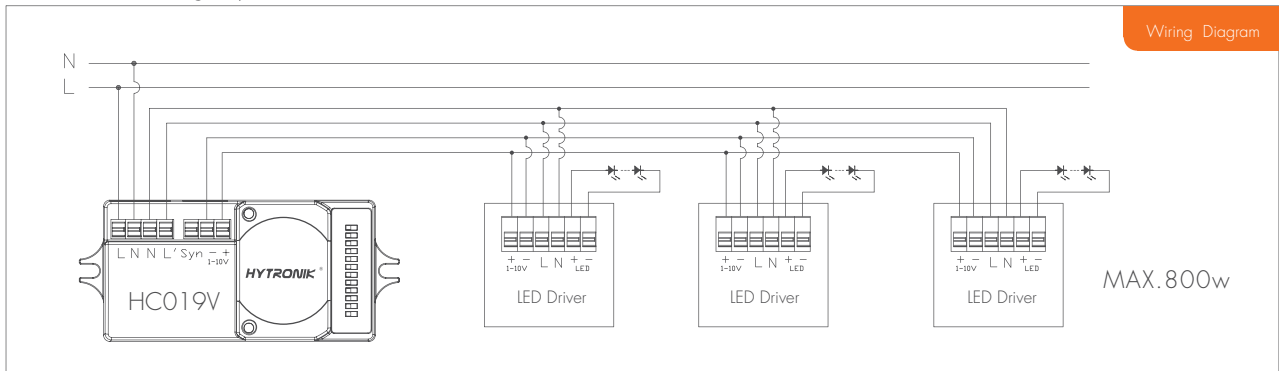 Wiring Diagram
N
L
L N N L' Syn - +
1-10V
HYTRONIK®
HC019V
+ - L N + -
1-10V LED
LED Driver
+ - L N + -
1-10V LED
LED Driver
+ - L N + -
1-10V LED
LED Driver
MAX.800w